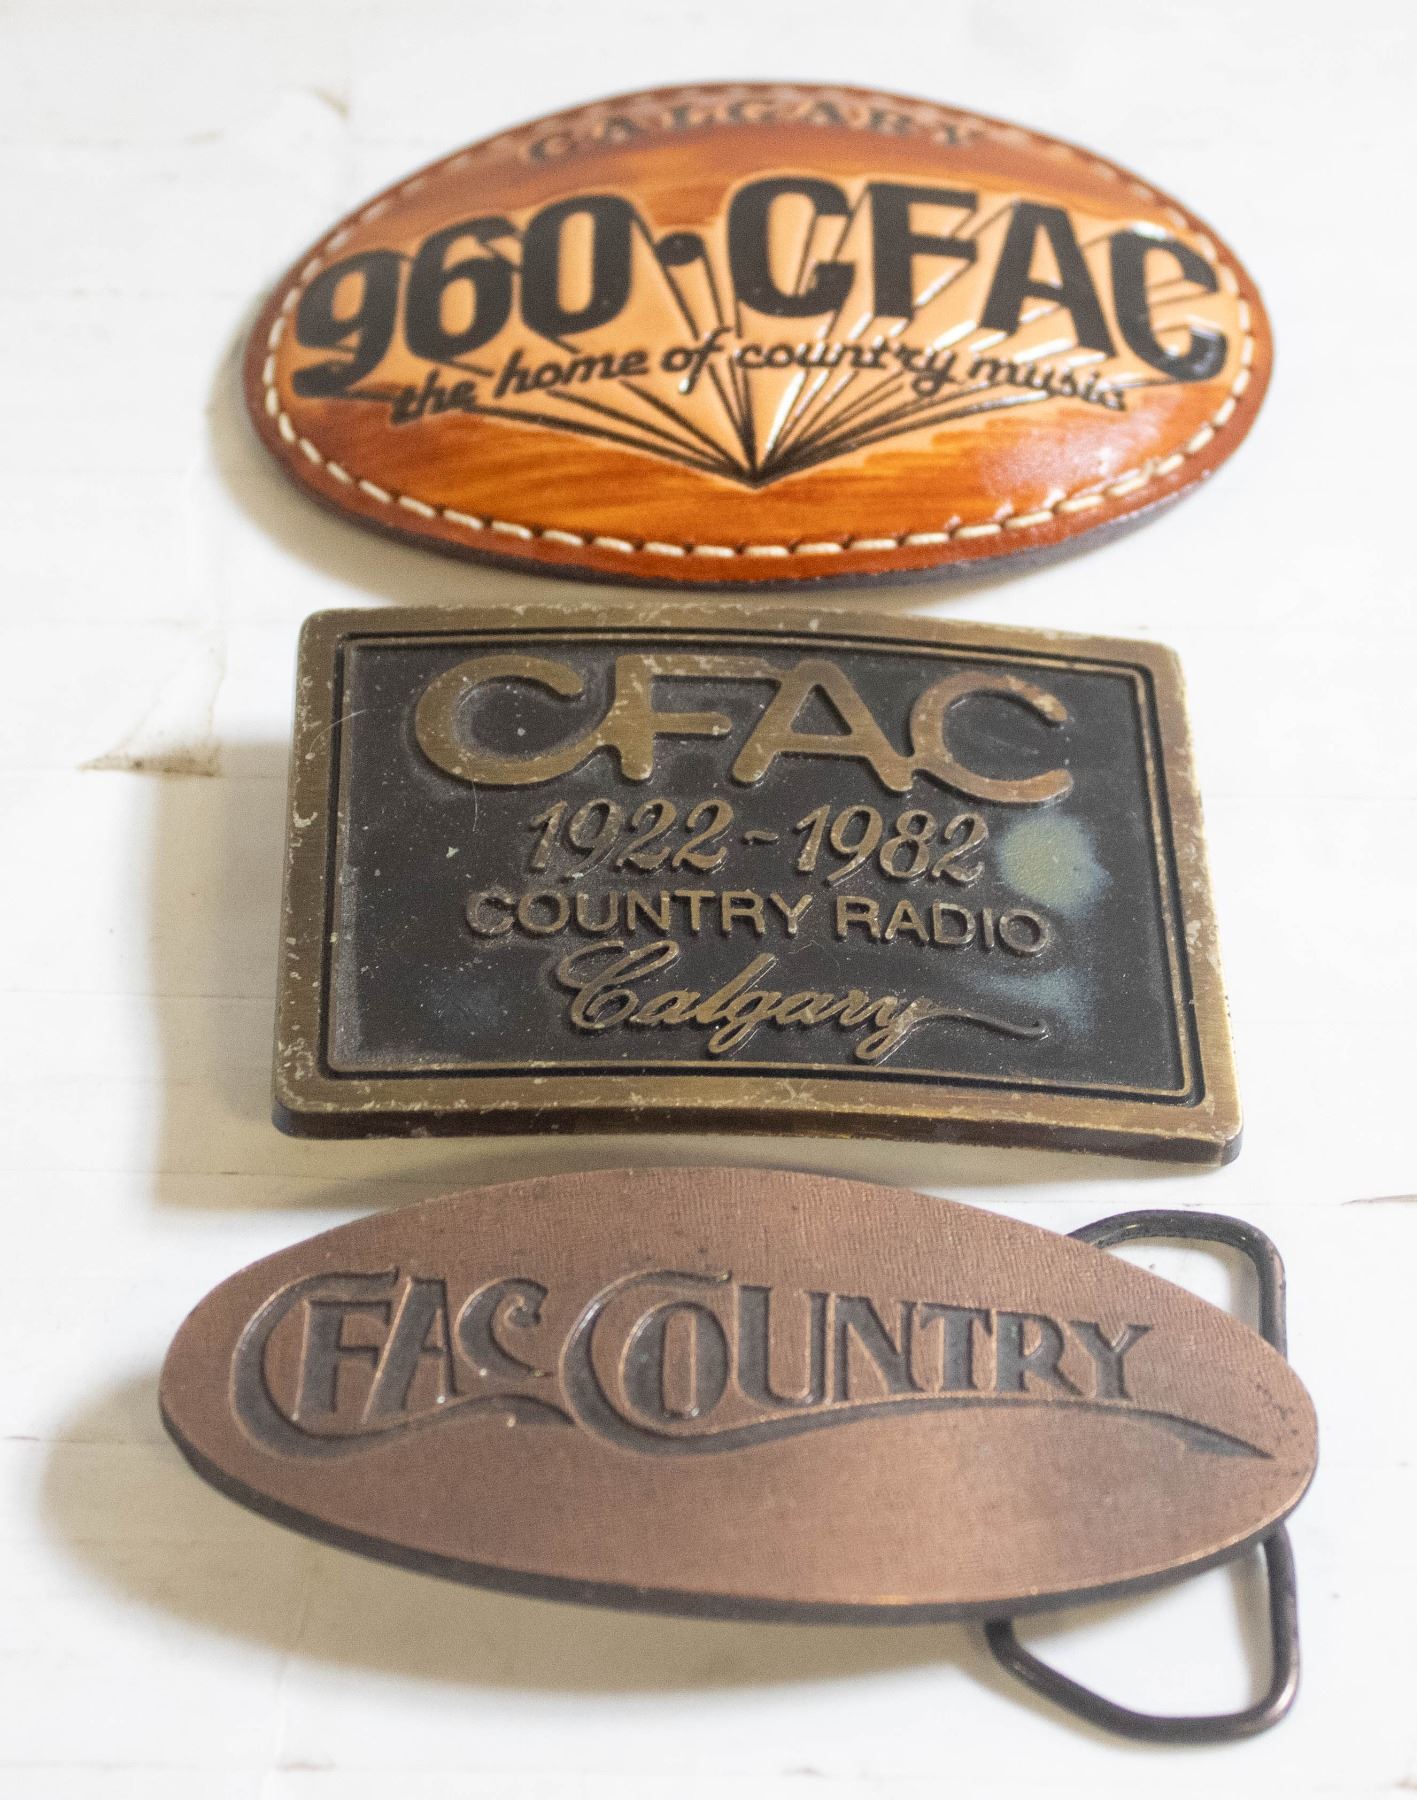 CALGARY
960•CFAC
the home of country music
CFAC
1922-1982
COUNTRY RADIO
Calgary
CFAC COUNTRY